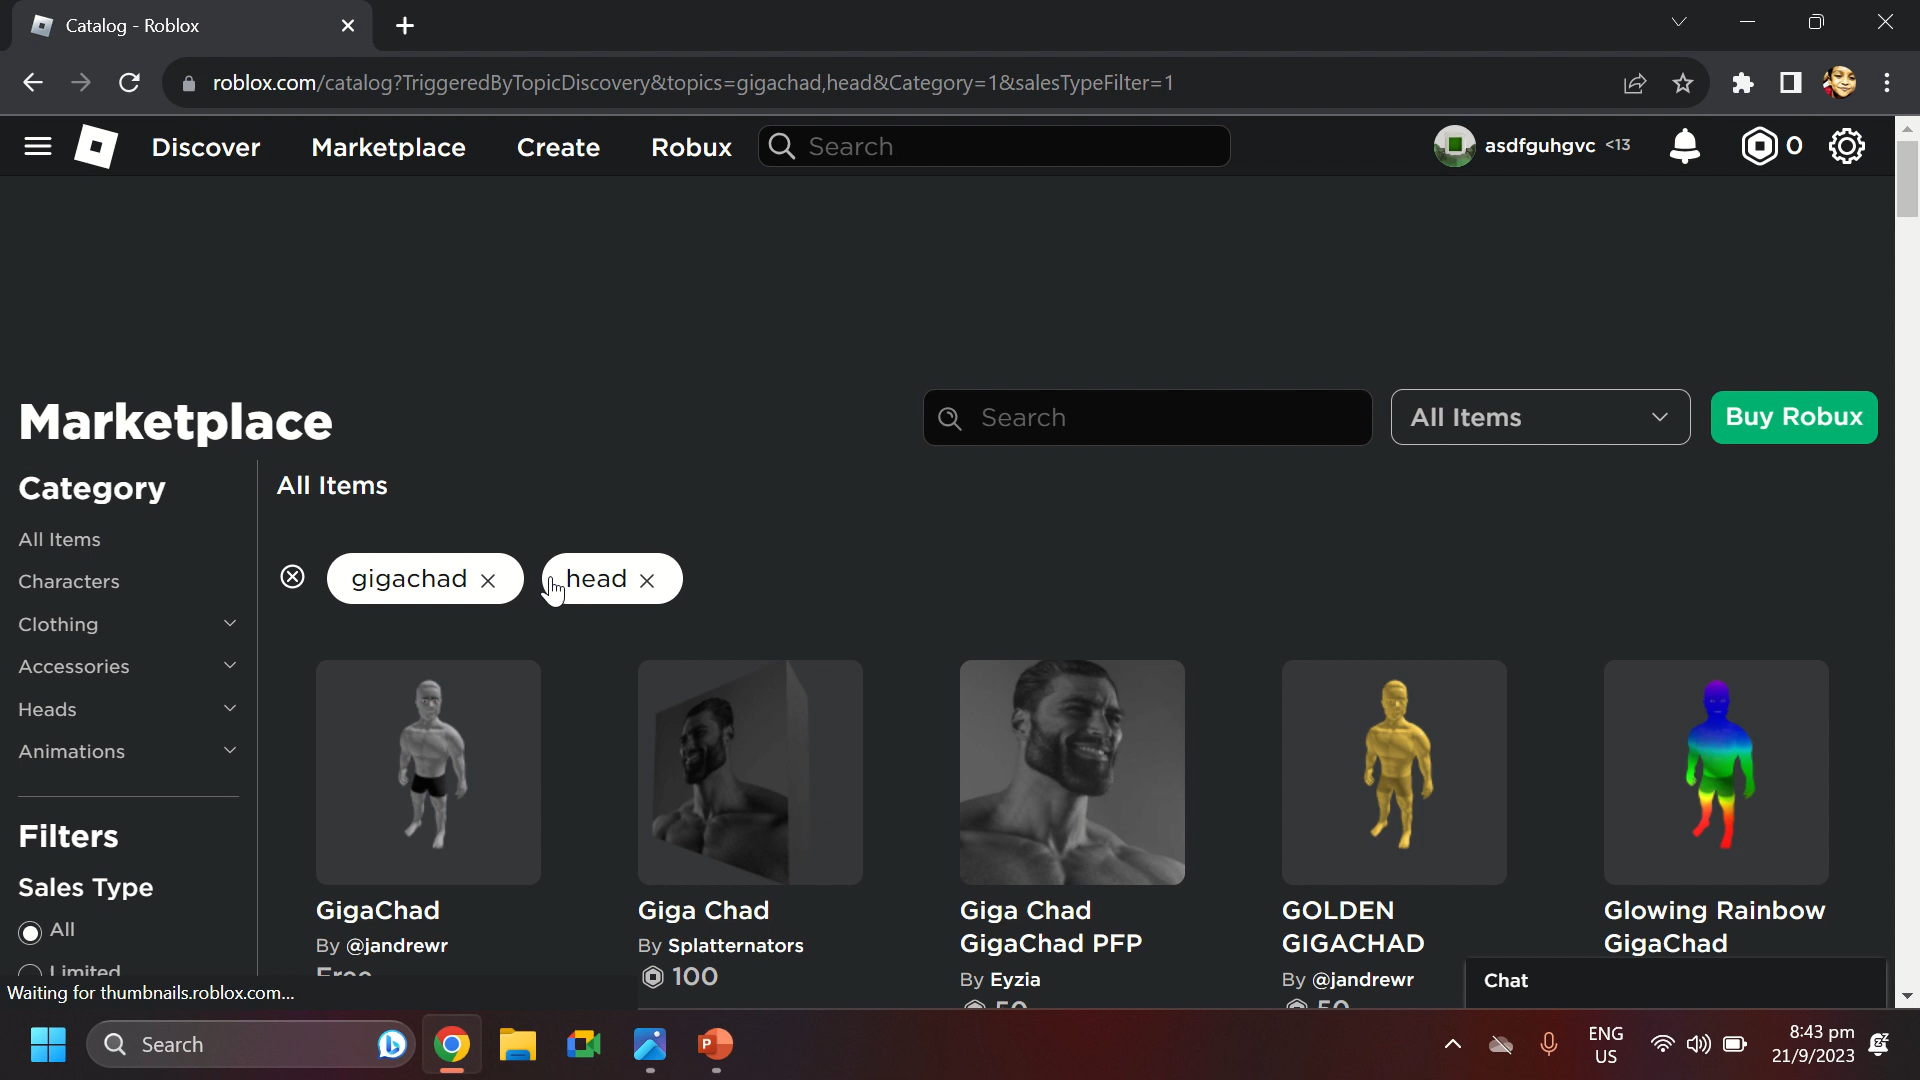 Catalog - Roblox
roblox.com/catalog?TriggeredByTopicDiscovery&topics=gigachad,head&Category=1&salesTypeFilter=1
Discover Marketplace Create Robux Search asdfguhgvc <13 0
Marketplace Search All Items Buy Robux
Category
All Items
All Items
Characters
Clothing
Accessories
Heads
Animations
Filters
Sales Type
All
Limited
gigachad head
GigaChad
By @jandrewr
Free
Giga Chad
By Splatternators
100
Giga Chad
GigaChad PFP
By Eyzia
50
GOLDEN
GIGACHAD
By @jandrewr
50
Glowing Rainbow
GigaChad
Chat
Waiting for thumbnails.roblox.com...
Search
P
ENG
US
8:43 pm
21/9/2023